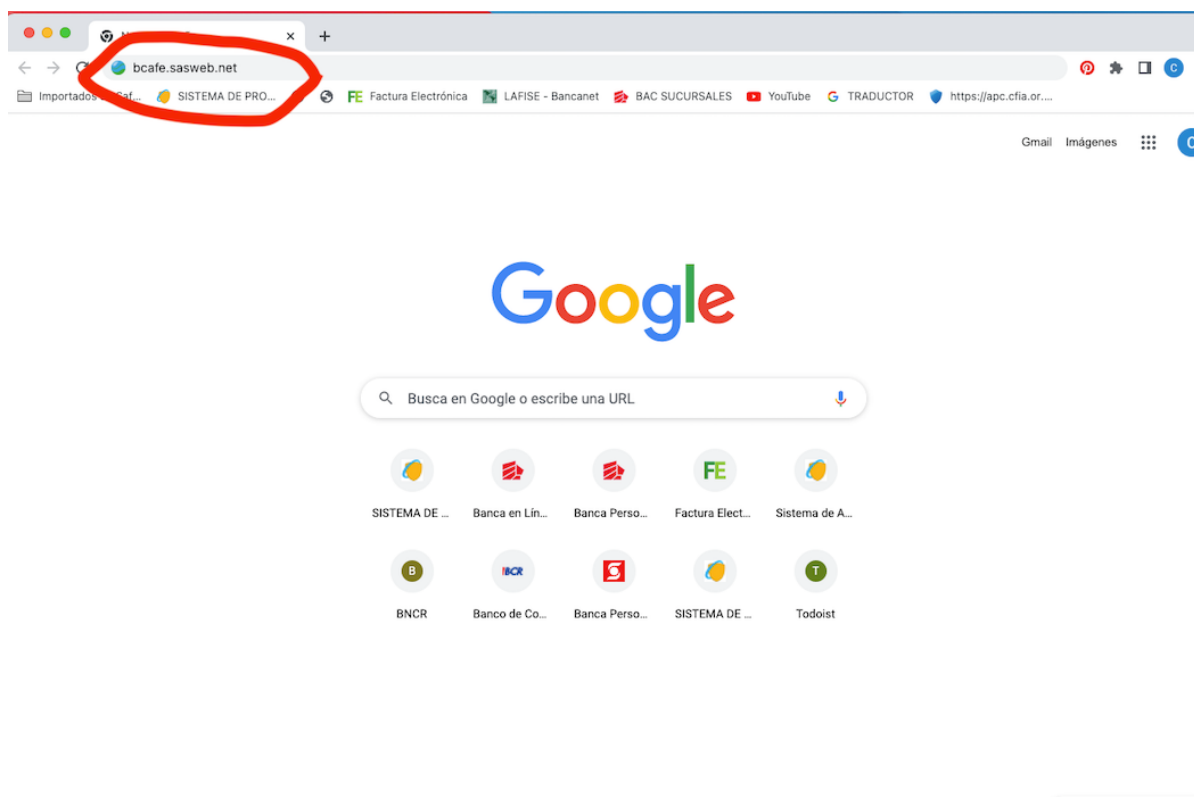 bcafe.sasweb.net
SISTEMA DE PRO... Factura Electrónica LAFISE - Bancanet BAC SUCURSALES YouTube TRADUCTOR https://apc.cfia.or....
Importados
Gmail Imágenes
C
Google
Busca en Google o escribe una URL
SISTEMA DE ... Banca en Lín... Banca Perso... Factura Elect... Sistema de A...
BNCR Banco de Co... Banca Perso... SISTEMA DE ... Todoist